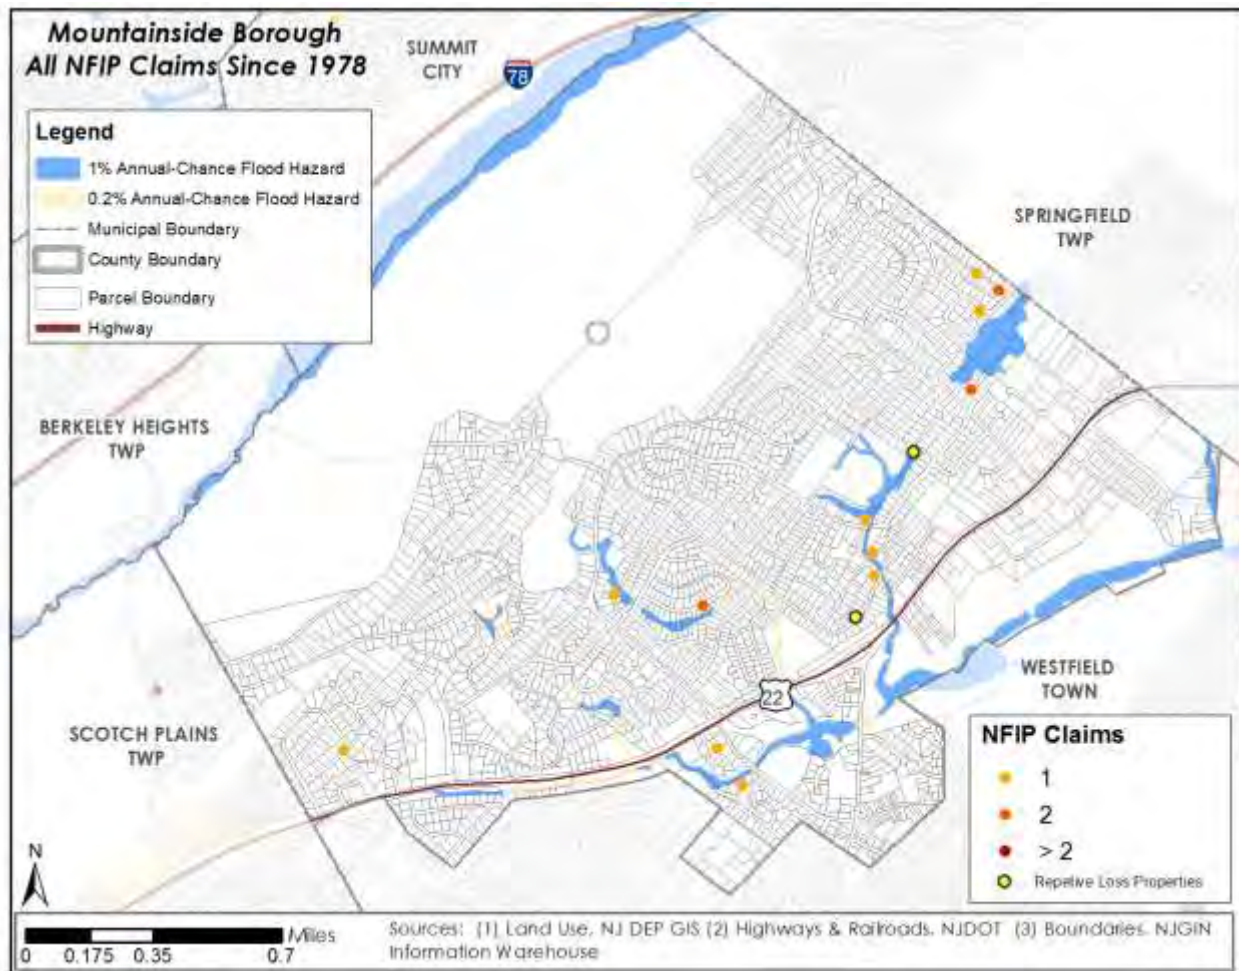 Mountainside Borough
All NFIP Claims Since 1978
SUMMIT
CITY
78
Legend
1% Annual-Chance Flood Hazard
0.2% Annual-Chance Flood Hazard
Municipal Boundary
County Boundary
Parcel Boundary
Highway
SPRINGFIELD
TWP
BERKELEY HEIGHTS
TWP
WESTFIELD
TOWN
22
SCOTCH PLAINS
TWP
NFIP Claims
1
2
> 2
Repetive Loss Properties
N
Miles
0 0.175 0.35 0.7
Sources: (1) Land Use, NJ DEP GIS (2) Highways & Railroads. NJDOT (3) Boundaries. NJGIN
Information Warehouse